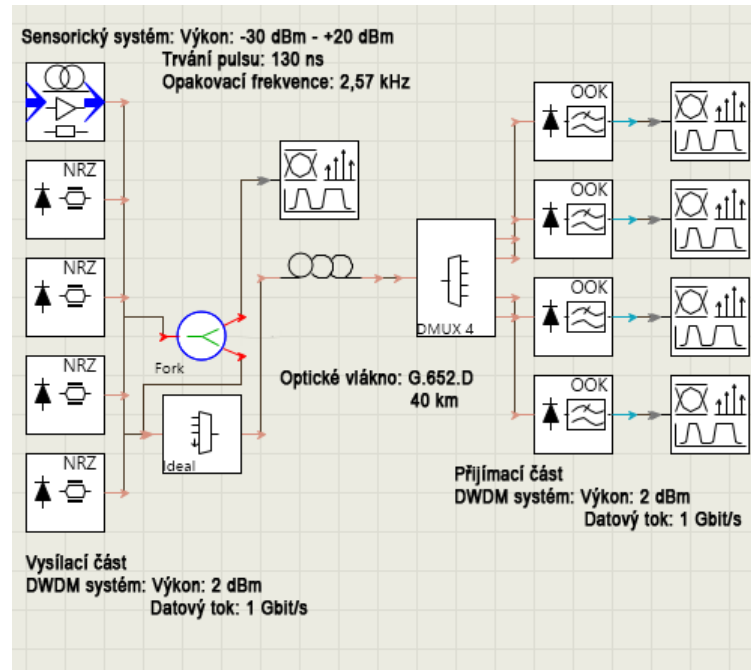 Sensorický systém: Výkon: -30 dBm - +20 dBm
Trvání pulsu: 130 ns
Opakovací frekvence: 2,57 kHz
NRZ
NRZ
NRZ
NRZ
Fork
Ideal
DMUX 4
Optické vlákno: G.652.D
40 km
OOK
OOK
OOK
OOK
Přijímací část
DWDM systém: Výkon: 2 dBm
Datový tok: 1 Gbit/s
Vysílací část
DWDM systém: Výkon: 2 dBm
Datový tok: 1 Gbit/s